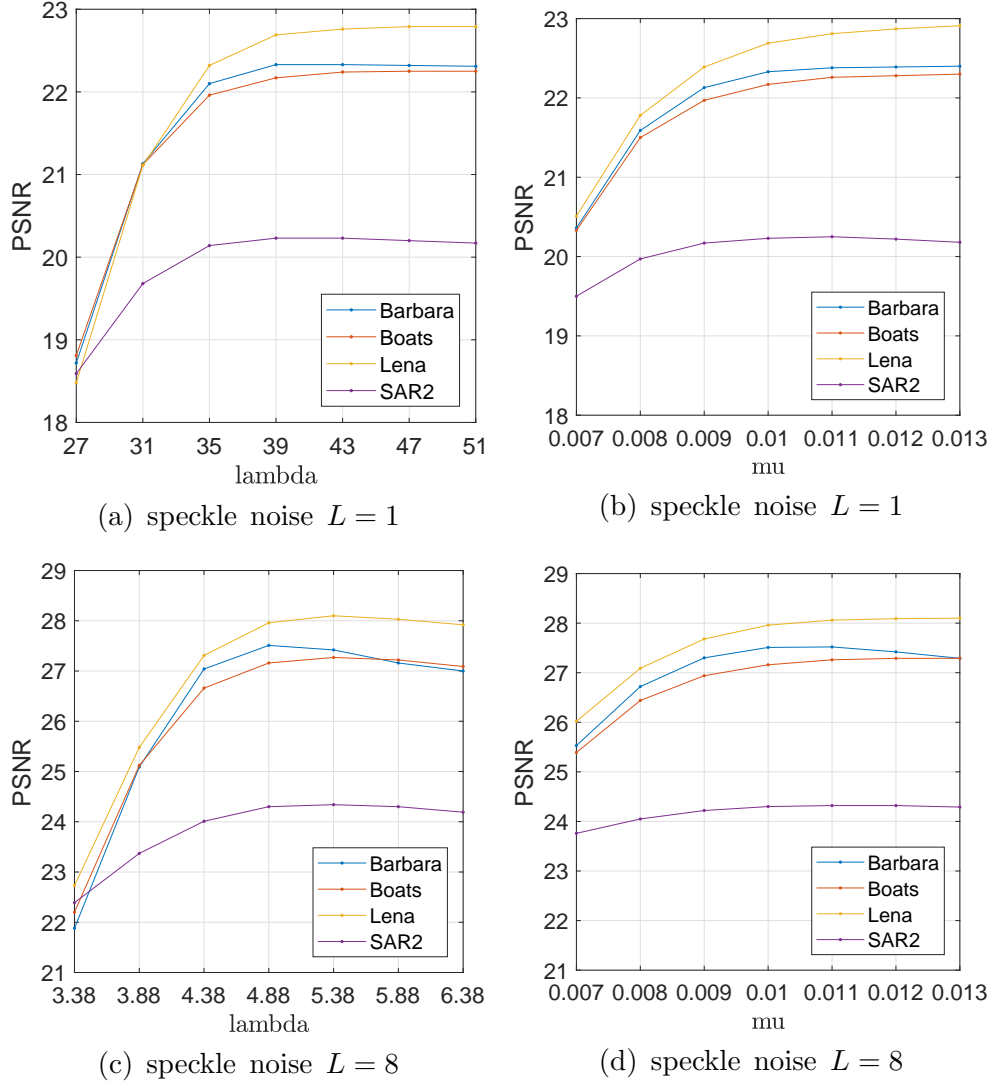 23
22
21
20
19
18
PSNR
27 31 35 39 43 47 51
lambda
Barbara
Boats
Lena
SAR2
(a) speckle noise L = 1
23
22
21
20
19
18
PSNR
0.007 0.008 0.009 0.01 0.011 0.012 0.013
mu
Barbara
Boats
Lena
SAR2
(b) speckle noise L = 1
29
28
27
26
25
24
23
22
21
PSNR
3.38 3.88 4.38 4.88 5.38 5.88 6.38
lambda
Barbara
Boats
Lena
SAR2
(c) speckle noise L = 8
29
28
27
26
25
24
23
22
21
PSNR
0.007 0.008 0.009 0.01 0.011 0.012 0.013
mu
Barbara
Boats
Lena
SAR2
(d) speckle noise L = 8